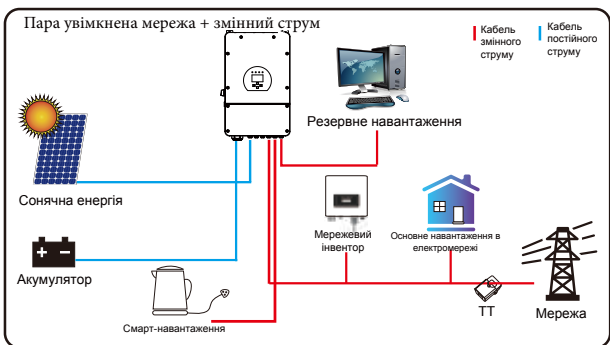 Пара увімкнена мережа + змінний струм
Кабель
змінного
струму
Кабель
постійного
струму
Резервне навантаження
Сонячна енергія
Мережевий
інвентор
Основне навантаження в
електромережі
Акумулятор
Смарт-навантаження
ТТ
Мережа